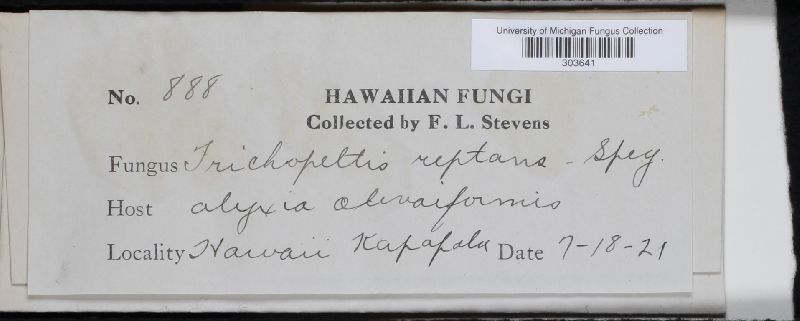 University of Michigan Fungus Collection
303641
No. 888
HAWAIIAN FUNGI
Collected by F. L. Stevens
Fungus Trichopeltis reptans - Speg.
Host alyxia olivaeformis
Locality Hawaii Kapapala Date 7-18-21